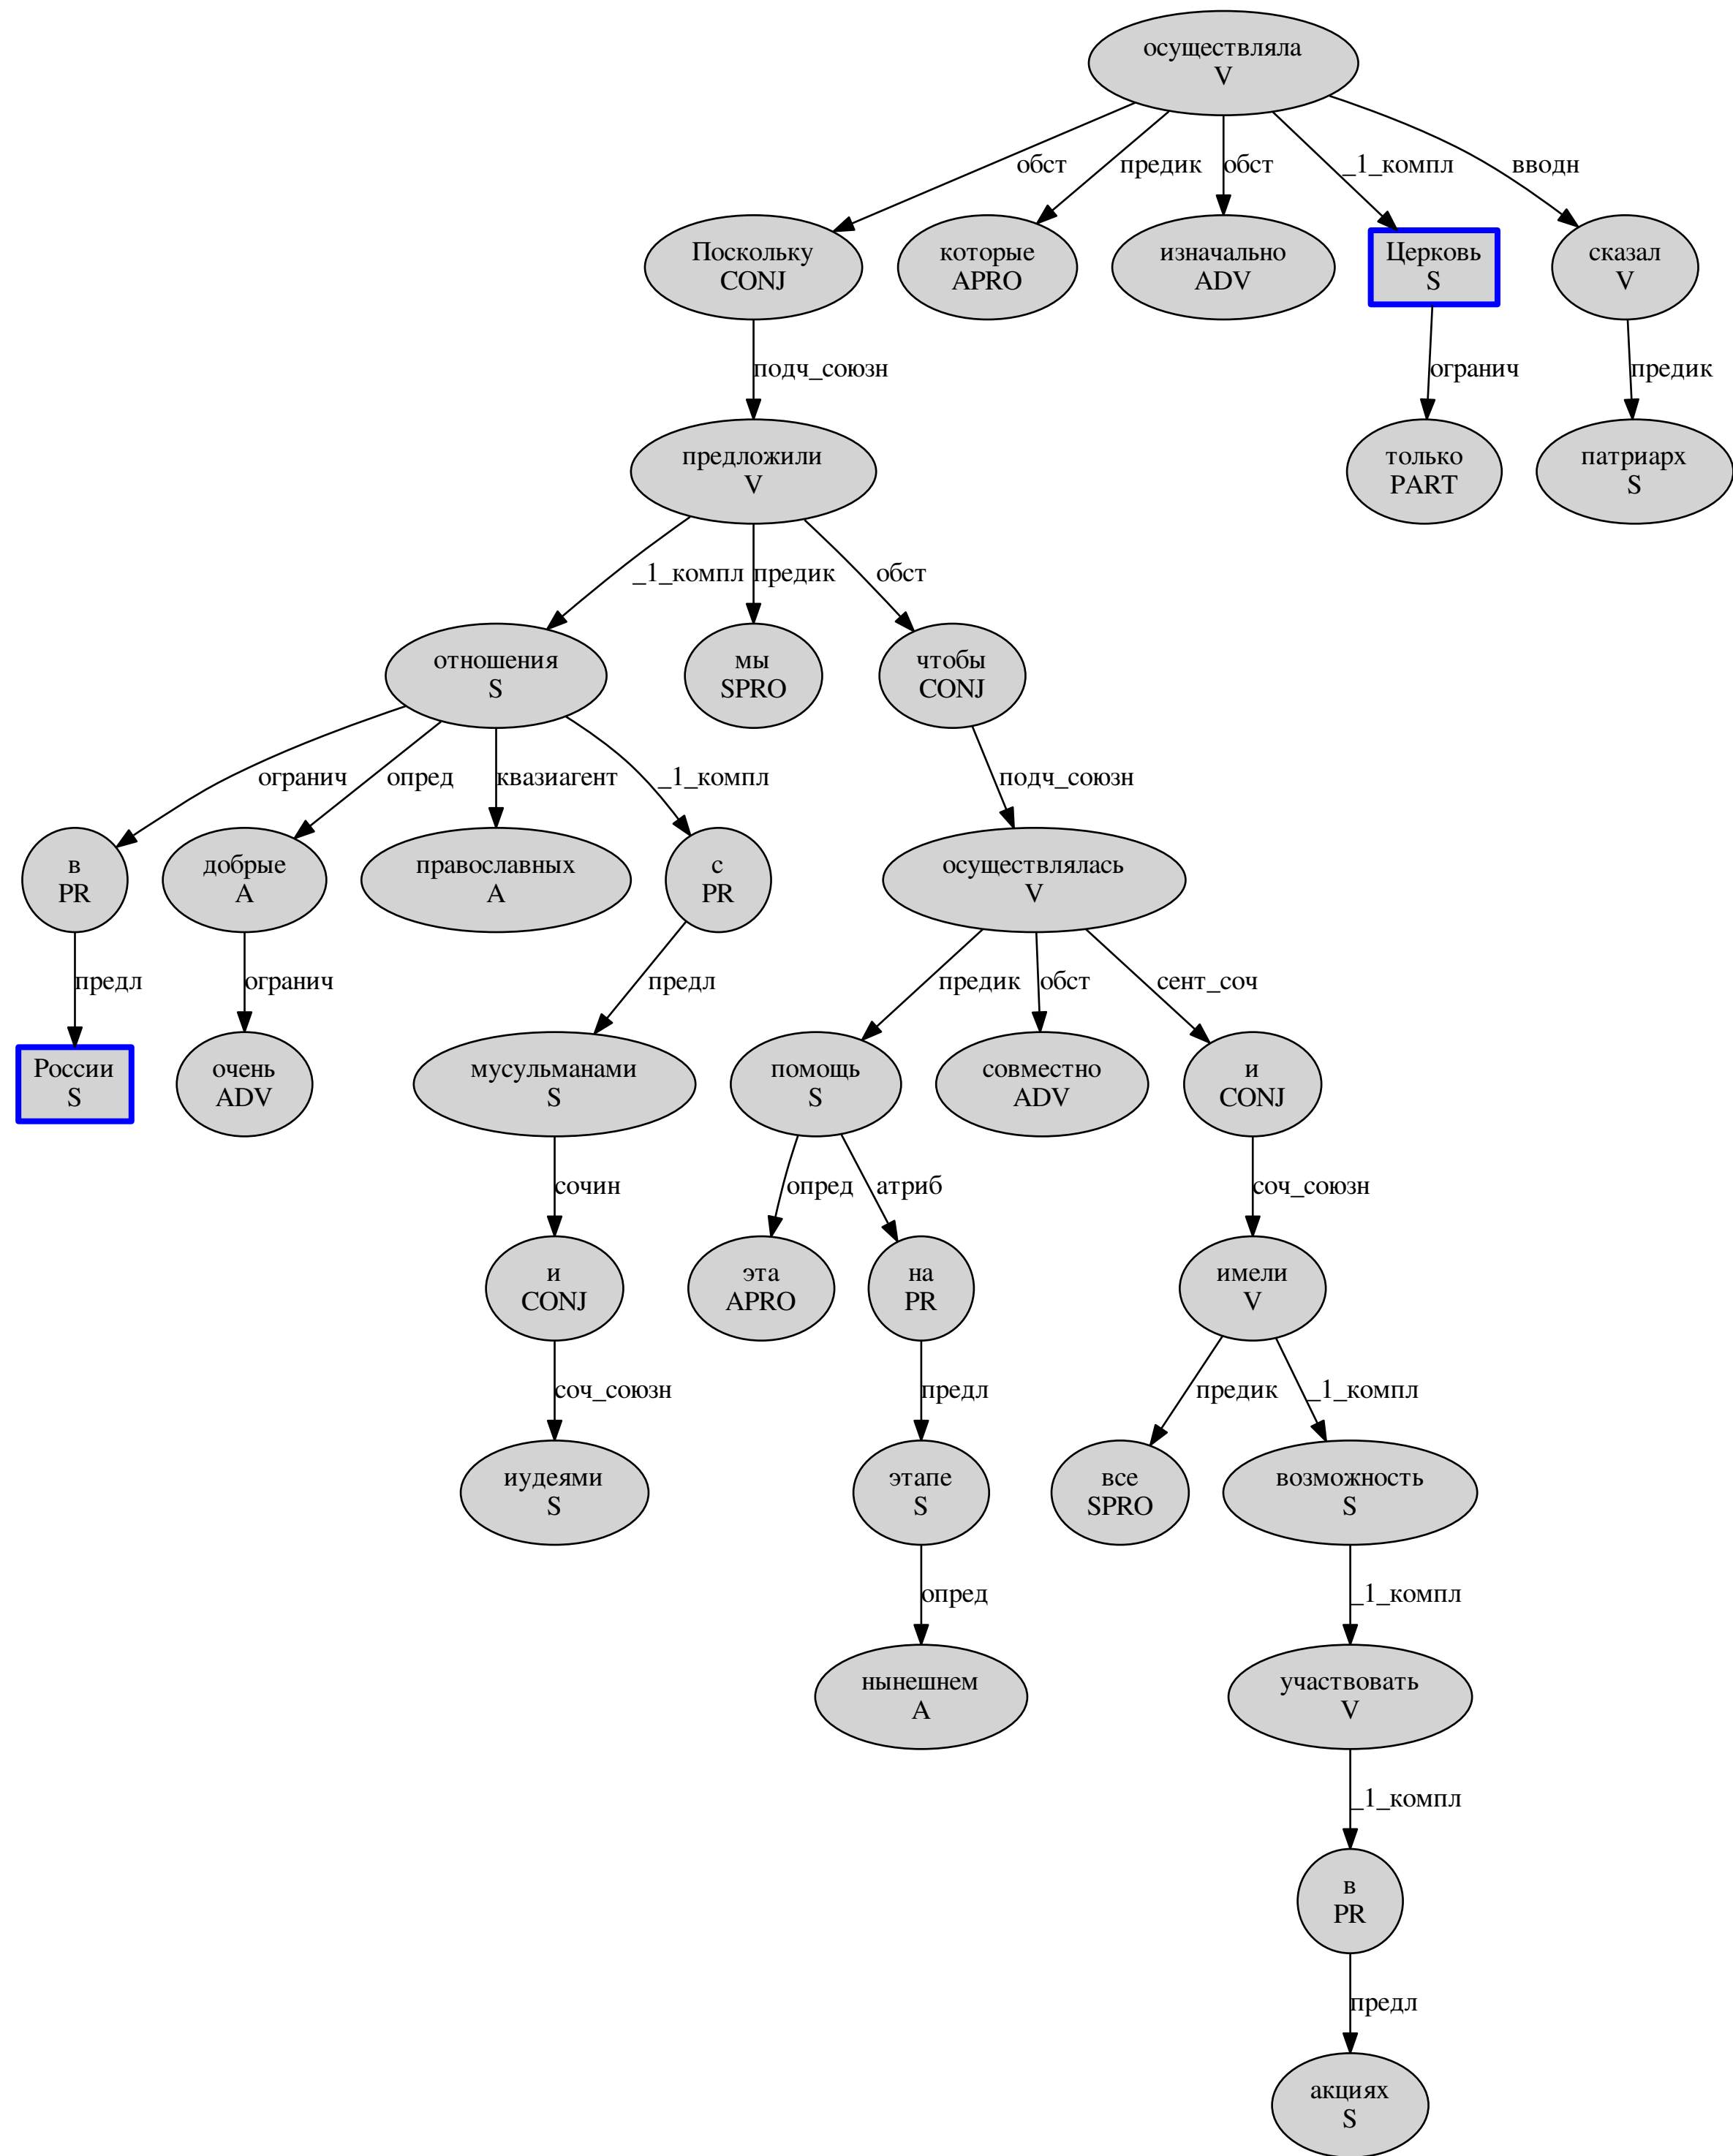 осуществляла
V
обст
предик
обст
_1_компл
вводн
Поскольку
CONJ
которые
APRO
изначально
ADV
Церковь
S
сказал
V
подч_союзн
огранич
предик
предложили
V
только
PART
патриарх
S
_1_компл
предик
обст
отношения
S
мы
SPRO
чтобы
CONJ
огранич
опред
квазиагент
_1_компл
подч_союзн
в
PR
добрые
A
православных
A
с
PR
осуществлялась
V
предл
огранич
предл
предик
обст
сент_соч
России
S
очень
ADV
мусульманами
S
помощь
S
совместно
ADV
и
CONJ
сочин
опред
атриб
соч_союзн
и
CONJ
эта
APRO
на
PR
имели
V
соч_союзн
предл
предик
_1_компл
иудеями
S
этапе
S
все
SPRO
возможность
S
опред
_1_компл
нынешнем
A
участвовать
V
_1_компл
в
PR
предл
акциях
S